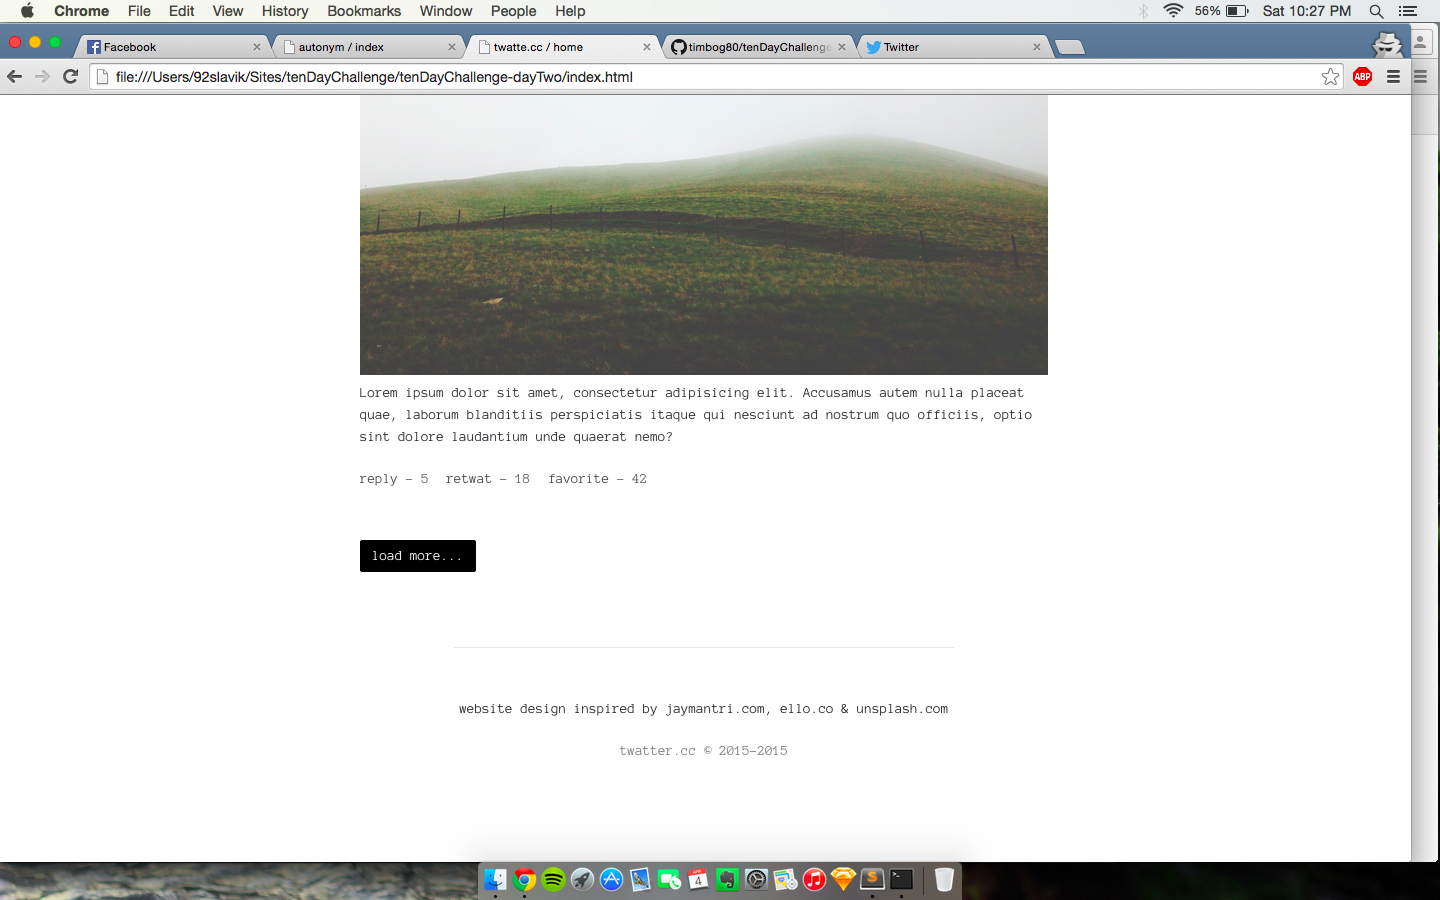 Chrome File Edit View History Bookmarks Window People Help 56% Sat 10:27 PM
Facebook autonym / index twatte.cc / home timbog80/tenDayChallenge Twitter
file:///Users/92slavik/Sites/tenDayChallenge/tenDayChallenge-dayTwo/index.html ABP
Lorem ipsum dolor sit amet, consectetur adipisicing elit. Accusamus autem nulla placeat
quae, laborum blanditiis perspiciatis itaque qui nesciunt ad nostrum quo officiis, optio
sint dolore laudantium unde quaerat nemo?
reply - 5 retwat - 18 favorite - 42
load more...
website design inspired by jaymantri.com, ello.co & unsplash.com
twatter.cc © 2015-2015
APR
4